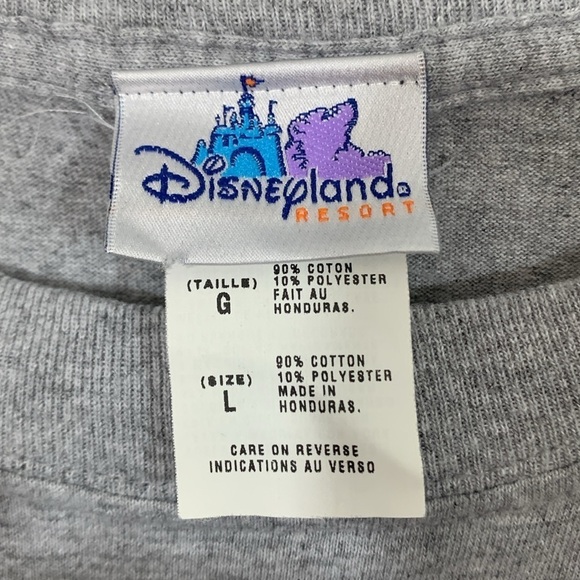 Disneyland®
RESORT
(TAILLE)
G
90% COTON
10% POLYESTER
FAIT AU
HONDURAS.
(SIZE)
L
90% COTTON
10% POLYESTER
MADE IN
HONDURAS.
CARE ON REVERSE
INDICATIONS AU VERSO